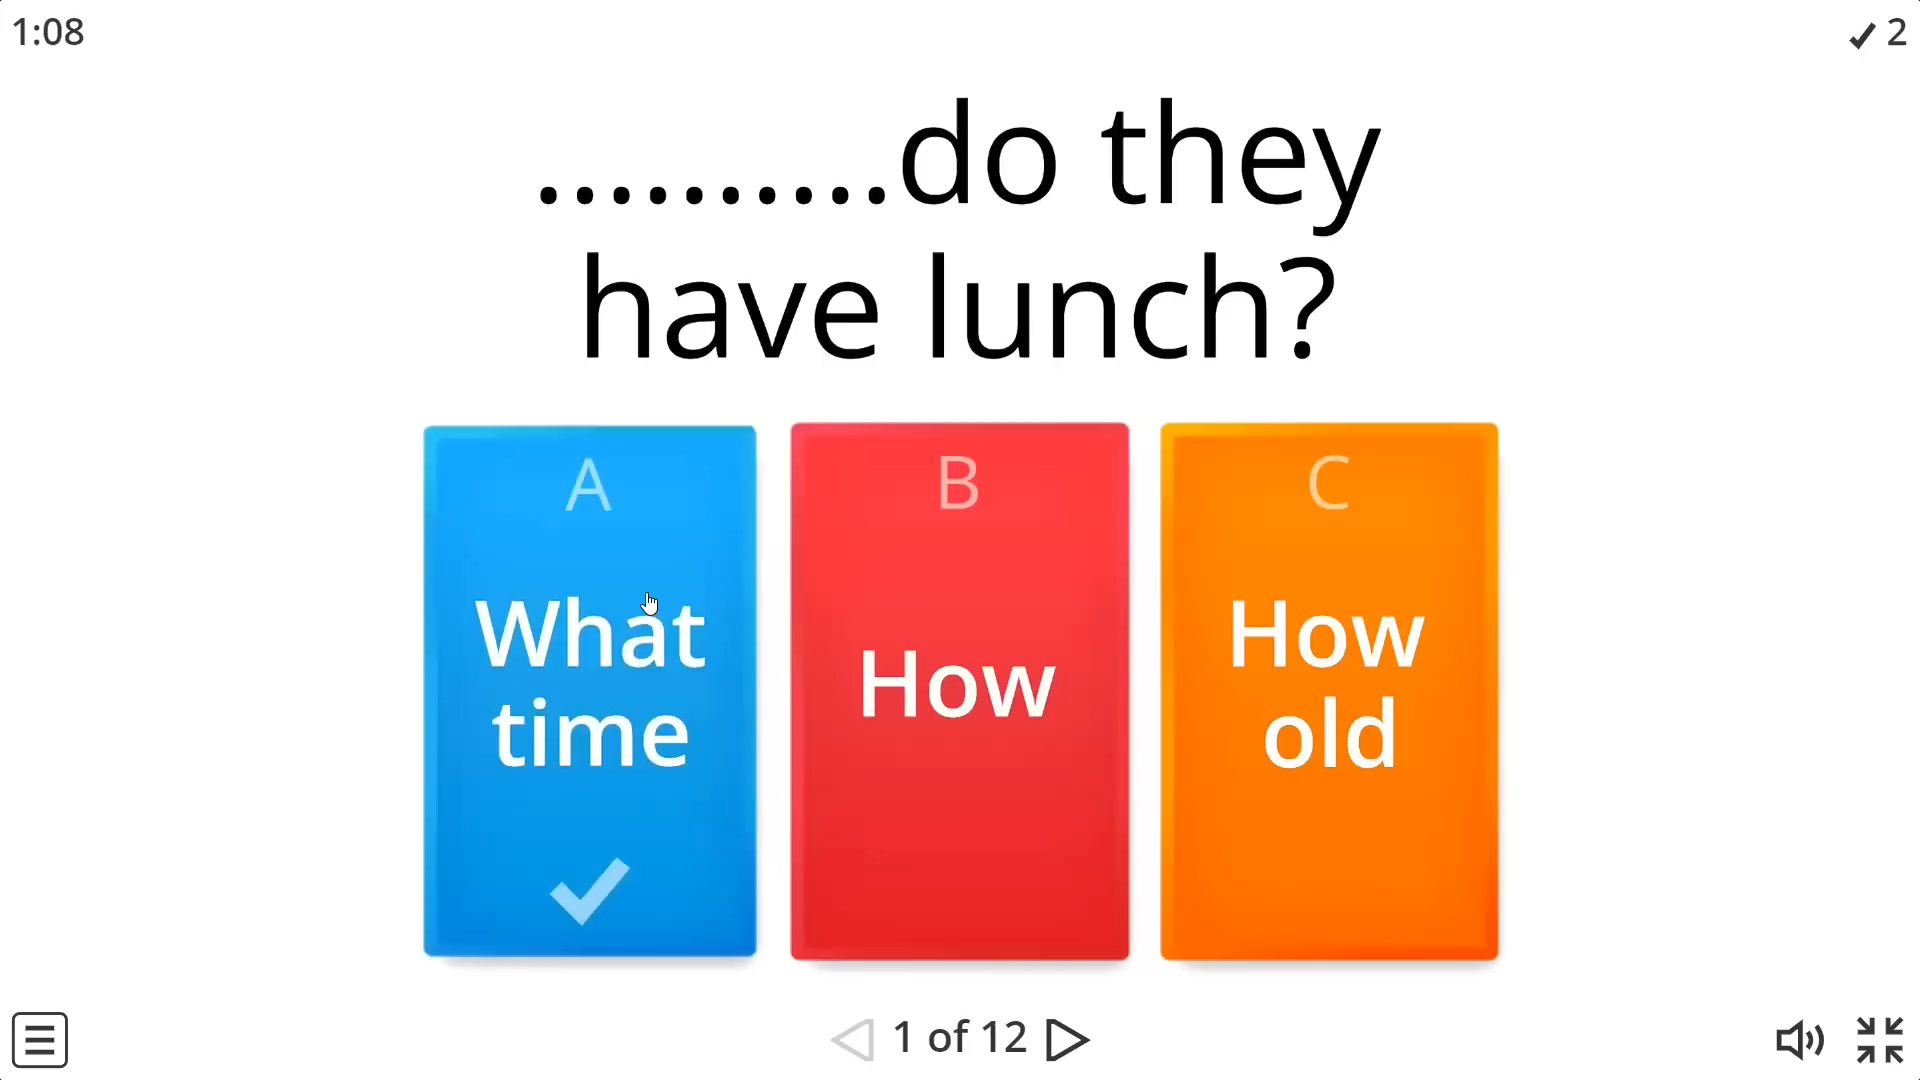 1:08
2
..........do they
have lunch?
A
What
time
B
How
C
How
old
1 of 12